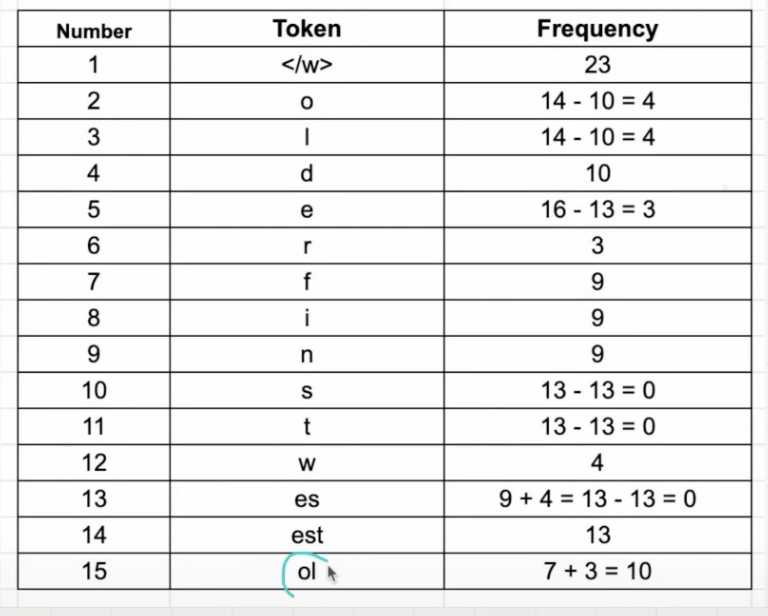 Number Token Frequency
1 </w> 23
2 o 14 - 10 = 4
3 l 14 - 10 = 4
4 d 10
5 e 16 - 13 = 3
6 r 3
7 f 9
8 i 9
9 n 9
10 s 13 - 13 = 0
11 t 13 - 13 = 0
12 w 4
13 es 9 + 4 = 13 - 13 = 0
14 est 13
15 ol 7 + 3 = 10